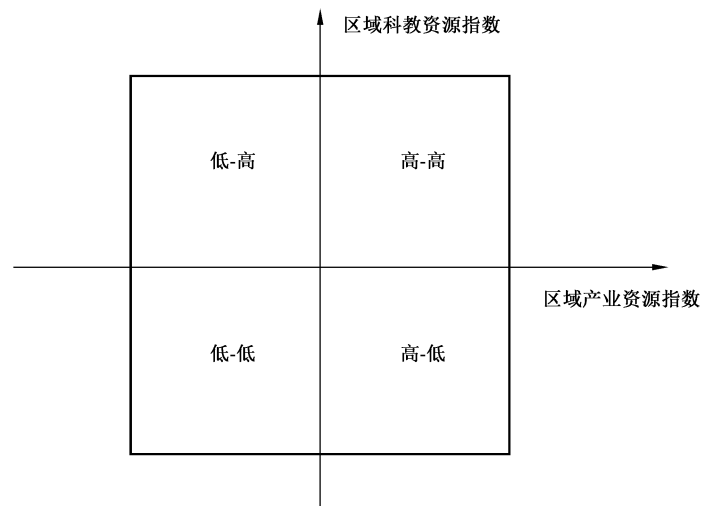 区域科教资源指数
低-高
高-高
区域产业资源指数
低-低
高-低